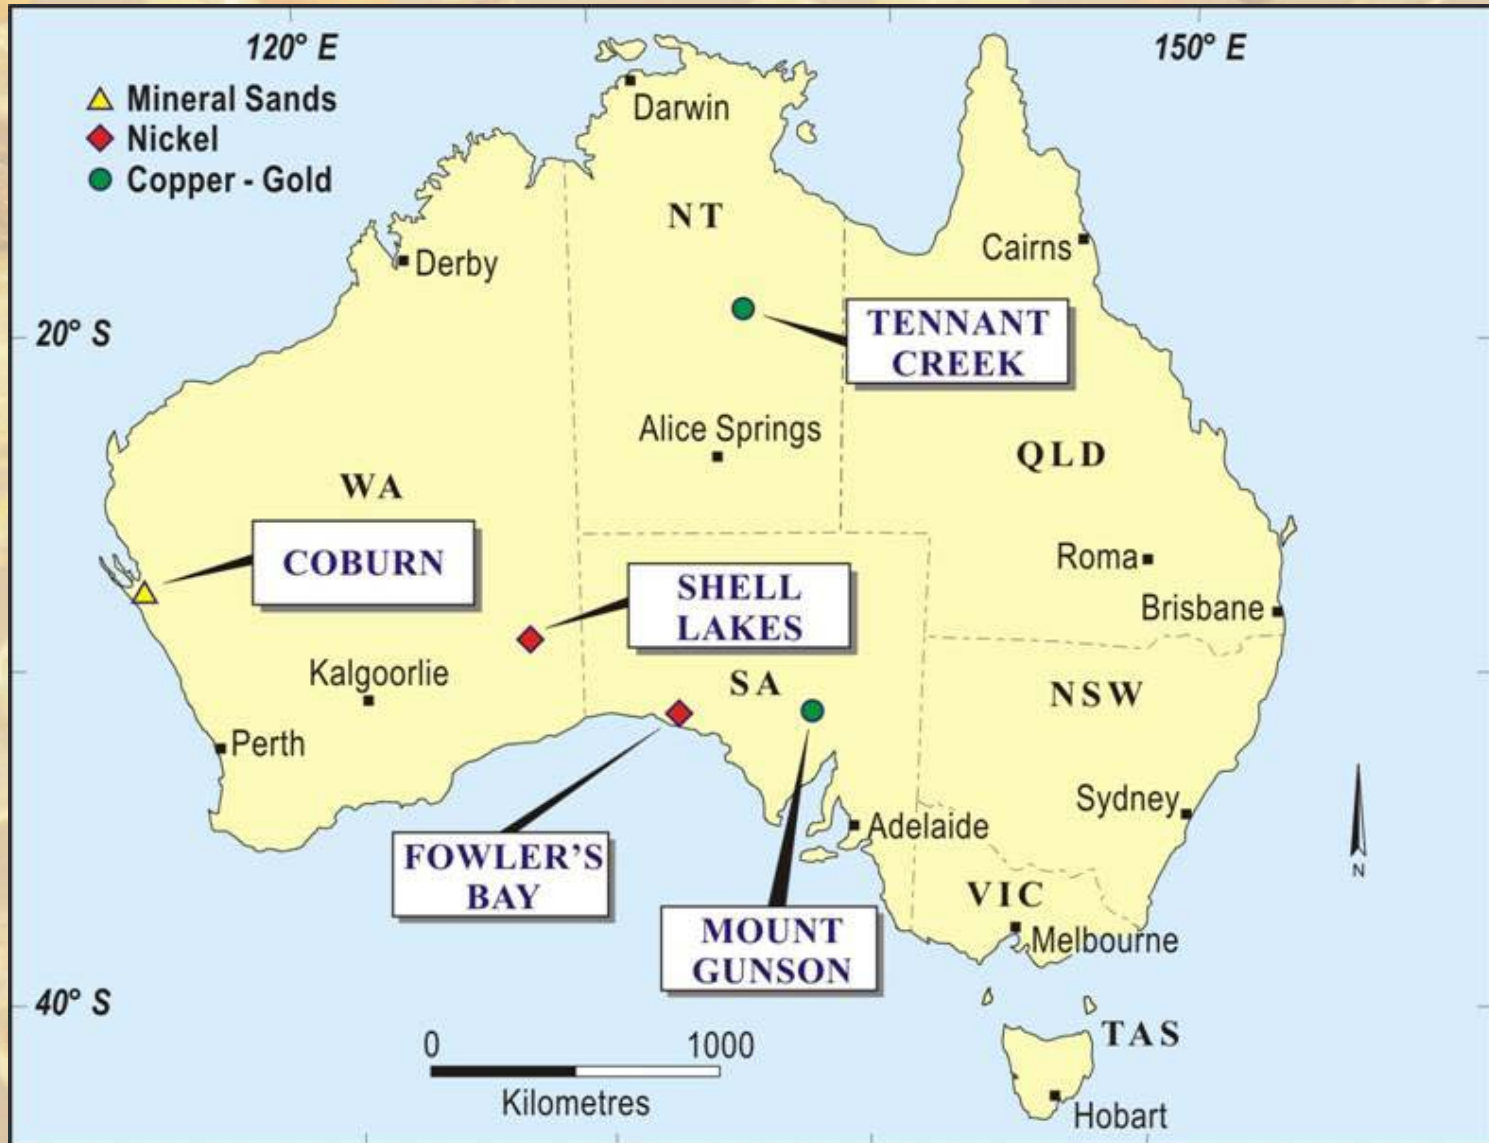 120° E
150° E
Mineral Sands
Nickel
Copper - Gold
Darwin
NT
Derby
Cairns
20° S
TENNANT
CREEK
Alice Springs
QLD
WA
COBURN
Roma
SHELL
LAKES
Brisbane
Kalgoorlie
SA
NSW
Perth
Sydney
Adelaide
FOWLER'S
BAY
N
VIC
MOUNT
GUNSON
Melbourne
40° S
0 1000
Kilometres
TAS
Hobart